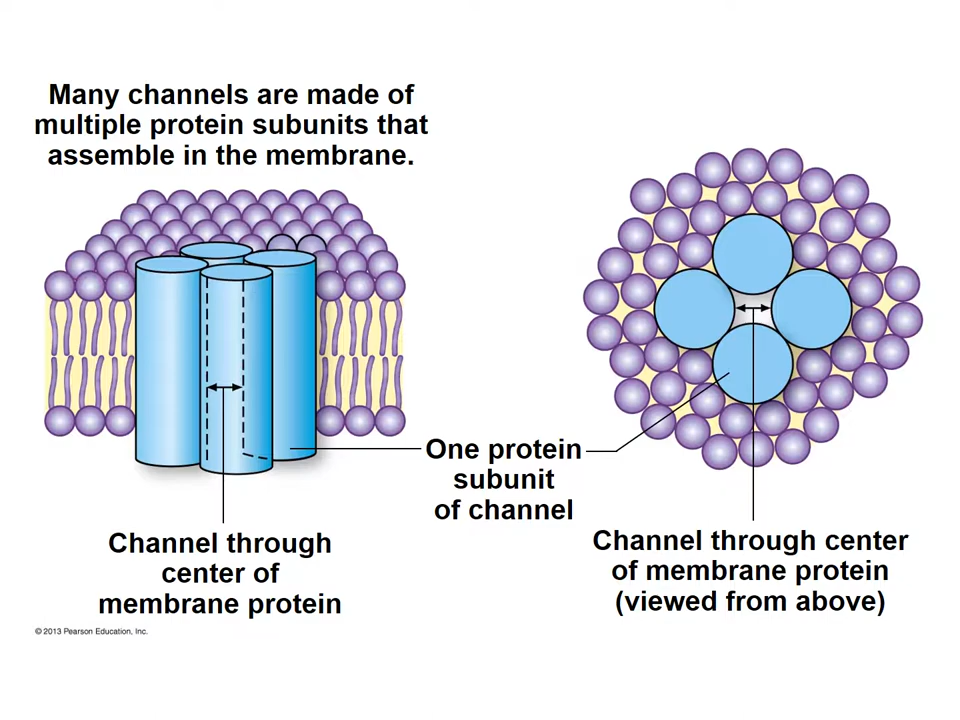 Many channels are made of
multiple protein subunits that
assemble in the membrane.
One protein
subunit
of channel
Channel through
center of
membrane protein
Channel through center
of membrane protein
(viewed from above)
© 2013 Pearson Education, Inc.